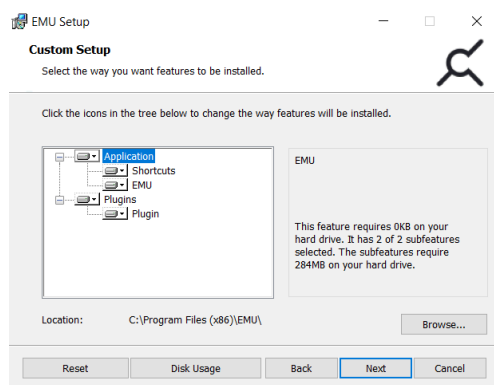 EMU Setup
Custom Setup
Select the way you want features to be installed.
Click the icons in the tree below to change the way features will be installed.
Application
Shortcuts
EMU
Plugins
Plugin
EMU
This feature requires 0KB on your
hard drive. It has 2 of 2 subfeatures
selected. The subfeatures require
284MB on your hard drive.
Location: C:\Program Files (x86)\EMU\
Browse...
Reset Disk Usage Back Next Cancel